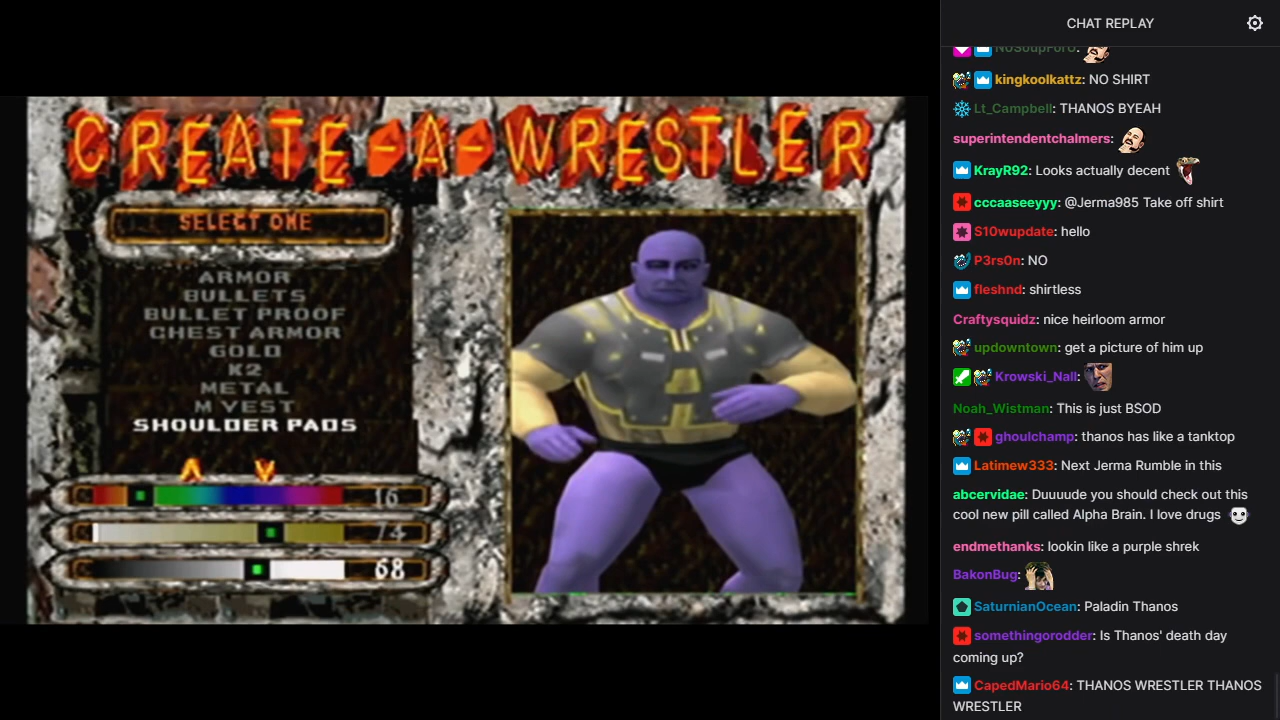 CREATE-A-WRESTLER
SELECT ONE
ARMOR
BULLETS
BULLET PROOF
CHEST ARMOR
GOLD
K2
METAL
M VEST
SHOULDER PADS
16
74
68
CHAT REPLAY
NoSoupForU:
kingkoolkattz: NO SHIRT
Lt_Campbell: THANOS BYEAH
superintendentchalmers:
KrayR92: Looks actually decent
cccaaseeyyy: @Jerma985 Take off shirt
S10wupdate: hello
P3rs0n: NO
fleshnd: shirtless
Craftysquidz: nice heirloom armor
updowntown: get a picture of him up
Krowski_Nall:
Noah_Wistman: This is just BSOD
ghoulchamp: thanos has like a tanktop
Latimew333: Next Jerma Rumble in this
abcervidae: Duuuude you should check out this
cool new pill called Alpha Brain. I love drugs
endmethanks: lookin like a purple shrek
BakonBug:
SaturnianOcean: Paladin Thanos
somethingorodder: Is Thanos' death day
coming up?
CapedMario64: THANOS WRESTLER THANOS
WRESTLER